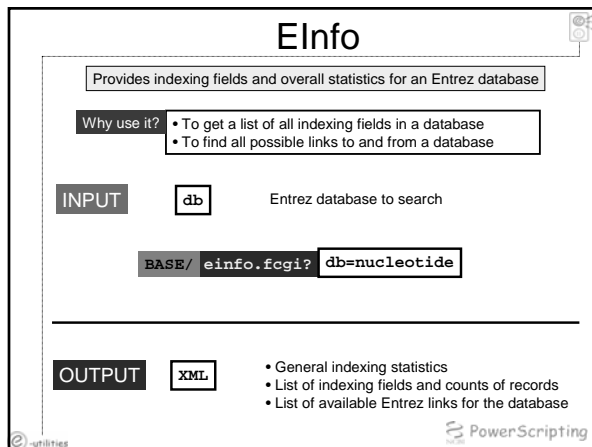 EInfo
Provides indexing fields and overall statistics for an Entrez database
Why use it?
• To get a list of all indexing fields in a database
• To find all possible links to and from a database
INPUT
db
Entrez database to search
BASE/ einfo.fcgi? db=nucleotide
OUTPUT
XML
• General indexing statistics
• List of indexing fields and counts of records
• List of available Entrez links for the database
e -utilities
PowerScripting